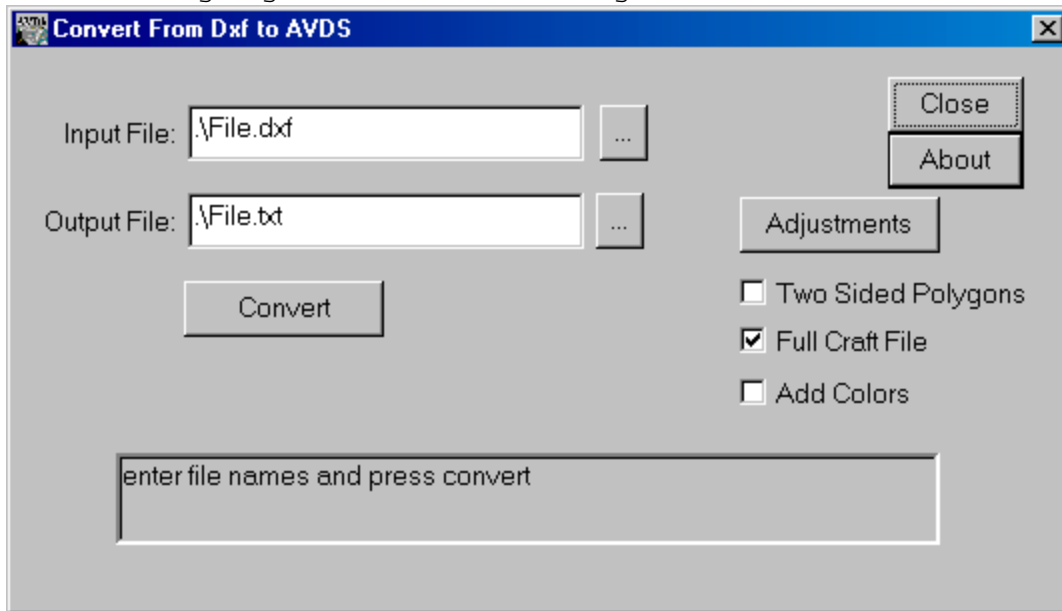 Convert From Dxf to AVDS
Close
Input File: .\File.dxf ...
About
Output File: .\File.txt ...
Adjustments
Convert
Two Sided Polygons
Full Craft File
Add Colors
enter file names and press convert